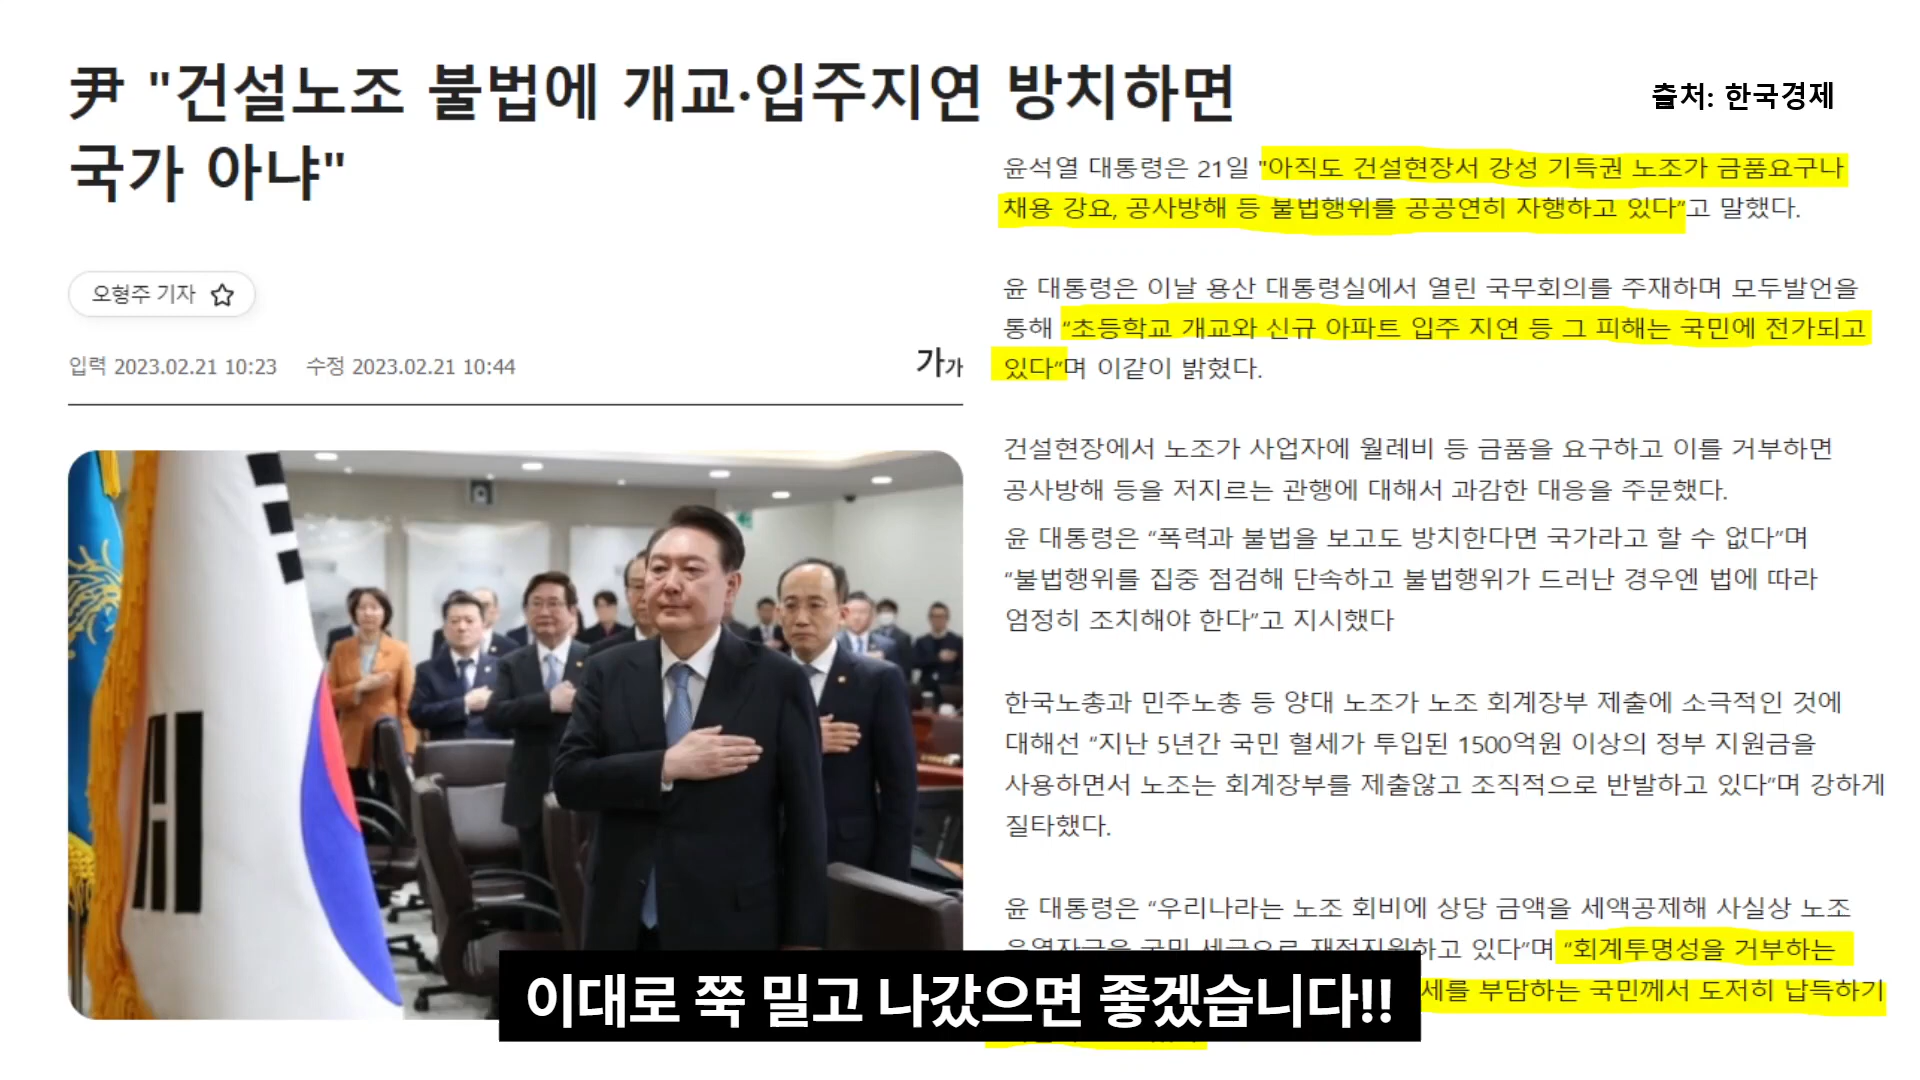 尹 "건설노조 불법에 개교·입주지연 방치하면
국가 아냐"
출처: 한국경제
오형주 기자
입력 2023.02.21 10:23 수정 2023.02.21 10:44
가가
윤석열 대통령은 21일 "아직도 건설현장서 강성 기득권 노조가 금품요구나
채용 강요, 공사방해 등 불법행위를 공공연히 자행하고 있다"고 말했다.
윤 대통령은 이날 용산 대통령실에서 열린 국무회의를 주재하며 모두발언을
통해 “초등학교 개교와 신규 아파트 입주 지연 등 그 피해는 국민에 전가되고
있다”며 이같이 밝혔다.
건설현장에서 노조가 사업자에 월례비 등 금품을 요구하고 이를 거부하면
공사방해 등을 저지르는 관행에 대해서 과감한 대응을 주문했다.
윤 대통령은 “폭력과 불법을 보고도 방치한다면 국가라고 할 수 없다”며
“불법행위를 집중 점검해 단속하고 불법행위가 드러난 경우엔 법에 따라
엄정히 조치해야 한다”고 지시했다
한국노총과 민주노총 등 양대 노조가 노조 회계장부 제출에 소극적인 것에
대해선 “지난 5년간 국민 혈세가 투입된 1500억원 이상의 정부 지원금을
사용하면서 노조는 회계장부를 제출않고 조직적으로 반발하고 있다”며 강하게
질타했다.
윤 대통령은 “우리나라는 노조 회비에 상당 금액을 세액공제해 사실상 노조
운영자금을 국민 세금으로 재정지원하고 있다”며 “회계투명성을 거부하는
세를 부담하는 국민께서 도저히 납득하기
이대로 쭉 밀고 나갔으면 좋겠습니다!!